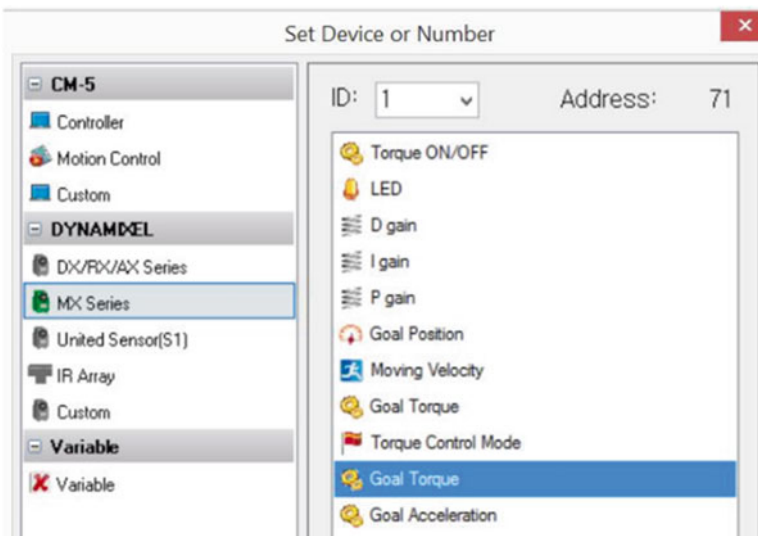 Set Device or Number
CM-5
Controller
Motion Control
Custom
DYNAMIXEL
DX/RX/AX Series
MX Series
United Sensor(S1)
IR Array
Custom
Variable
Variable
ID: 1 Address: 71
Torque ON/OFF
LED
D gain
I gain
P gain
Goal Position
Moving Velocity
Goal Torque
Torque Control Mode
Goal Torque
Goal Acceleration